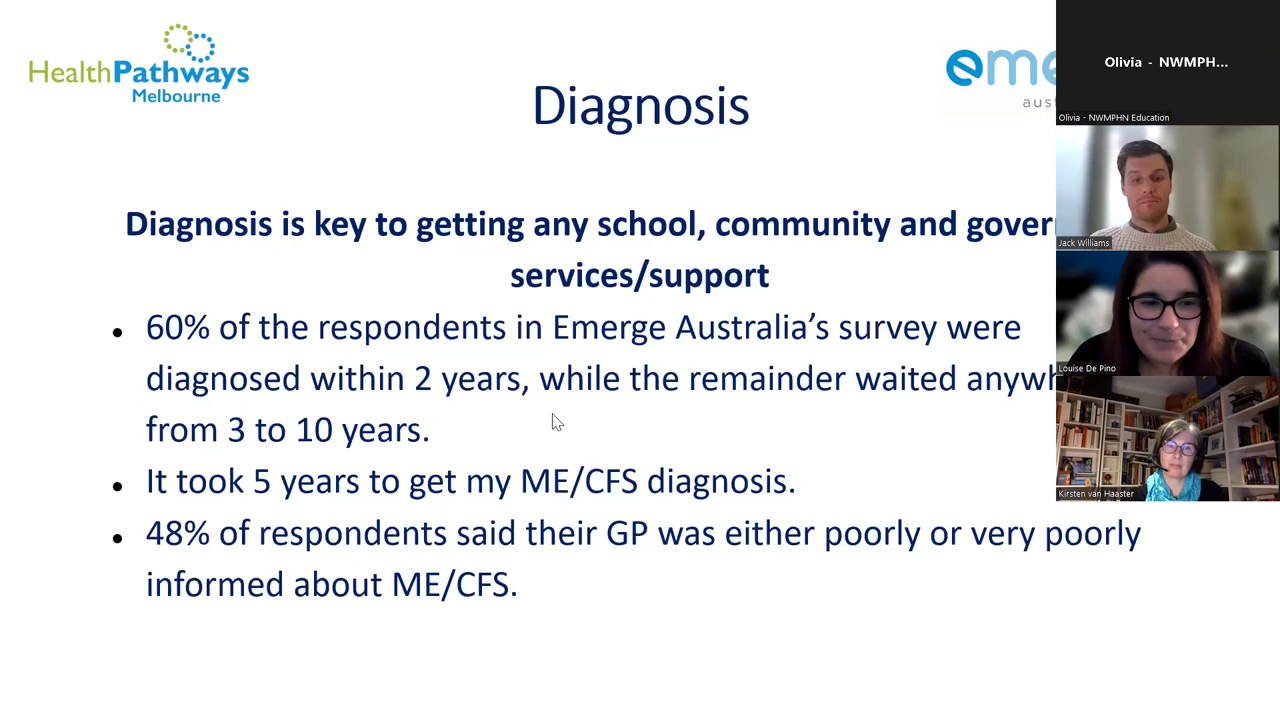 HealthPathways
Melbourne
eme
aust
Diagnosis
Diagnosis is key to getting any school, community and govern
services/support
• 60% of the respondents in Emerge Australia’s survey were
diagnosed within 2 years, while the remainder waited anywh
from 3 to 10 years.
• It took 5 years to get my ME/CFS diagnosis.
• 48% of respondents said their GP was either poorly or very poorly
informed about ME/CFS.
Olivia - NWMPH...
Olivia - NWMPHN Education
Jack Williams
Louise De Pino
Kirsten van Haaster